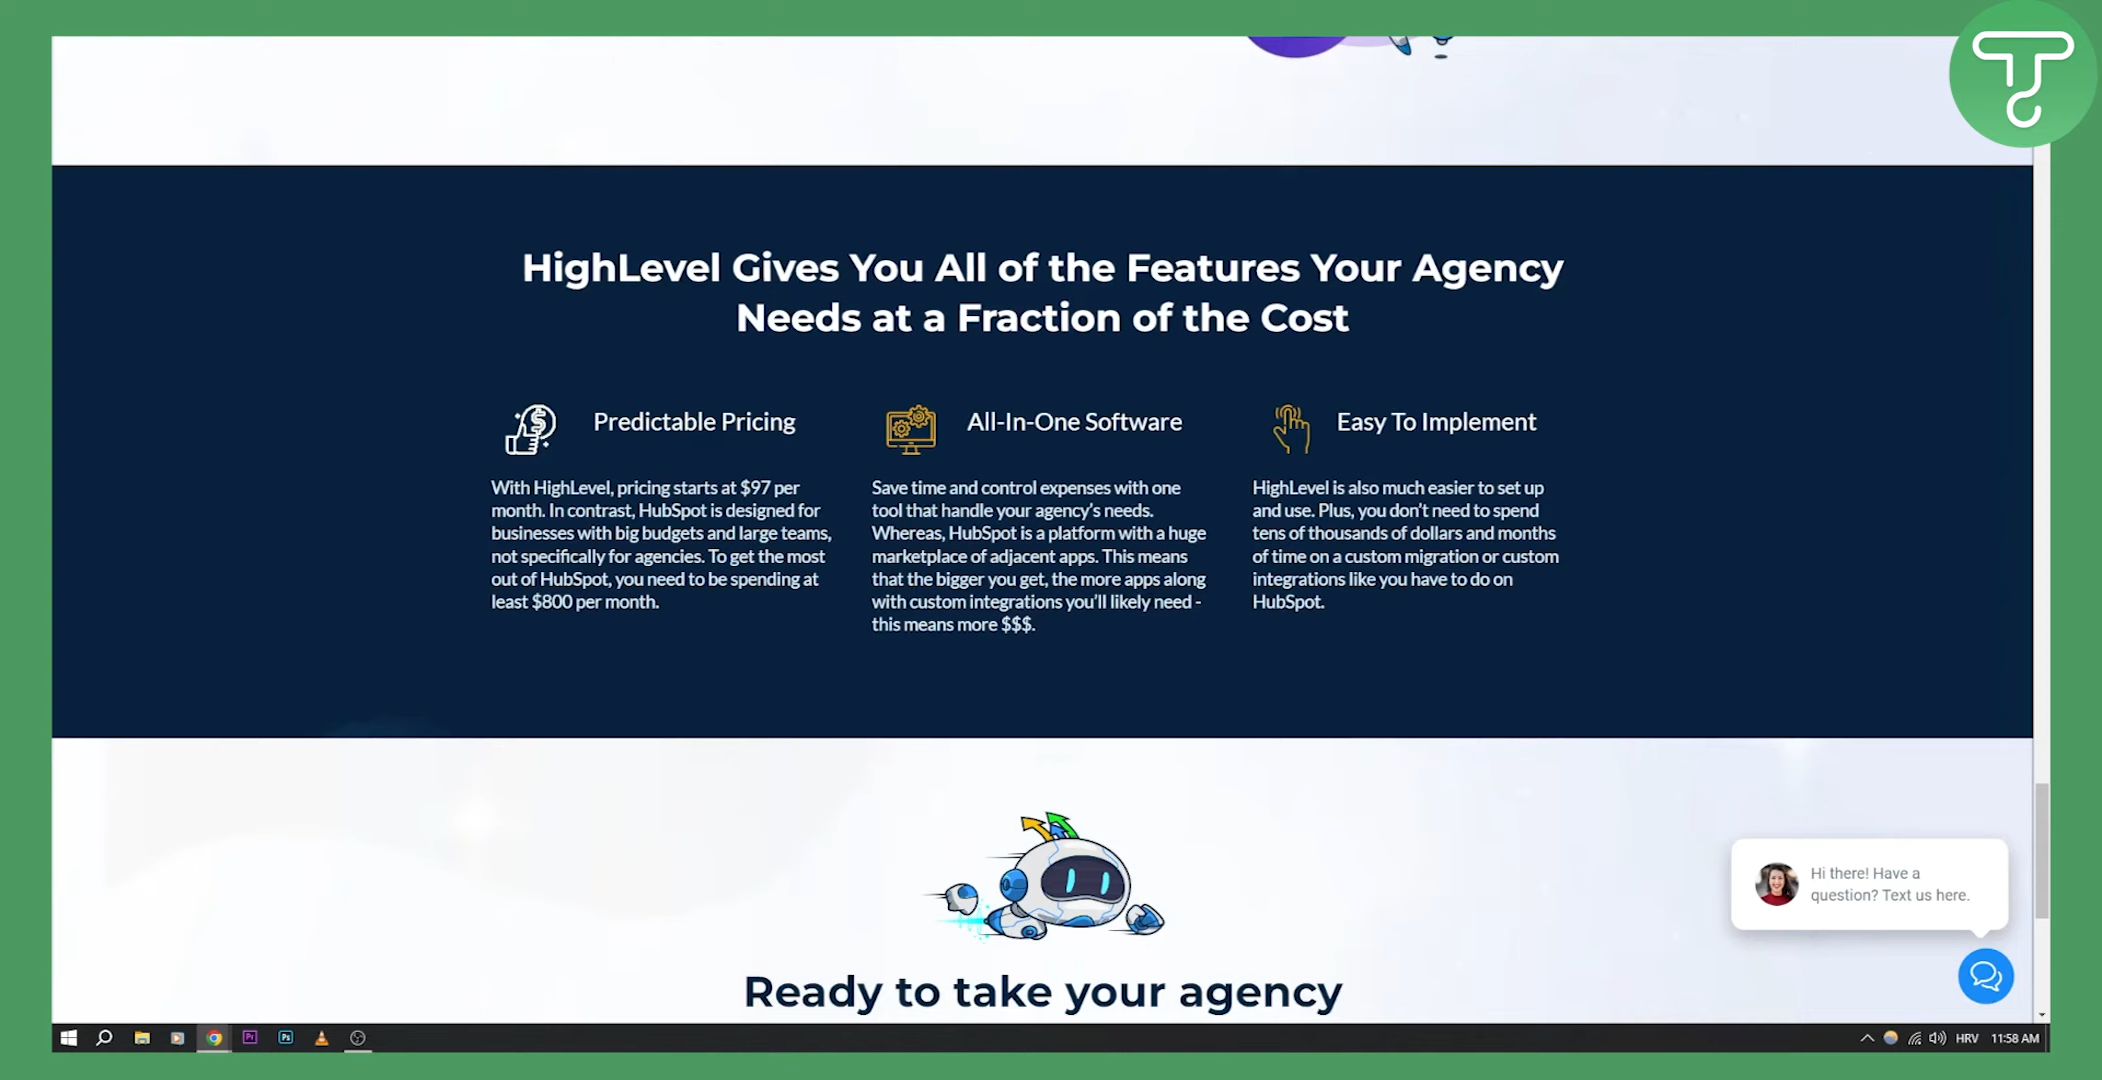 HighLevel Gives You All of the Features Your Agency
Needs at a Fraction of the Cost
Predictable Pricing
With HighLevel, pricing starts at $97 per
month. In contrast, HubSpot is designed for
businesses with big budgets and large teams,
not specifically for agencies. To get the most
out of HubSpot, you need to be spending at
least $800 per month.
All-In-One Software
Save time and control expenses with one
tool that handle your agency's needs.
Whereas, HubSpot is a platform with a huge
marketplace of adjacent apps. This means
that the bigger you get, the more apps along
with custom integrations you'll likely need -
this means more $$$.
Easy To Implement
HighLevel is also much easier to set up
and use. Plus, you don't need to spend
tens of thousands of dollars and months
of time on a custom migration or custom
integrations like you have to do on
HubSpot.
Hi there! Have a
question? Text us here.
Ready to take your agency
Pr
Ps
HRV
11:58 AM